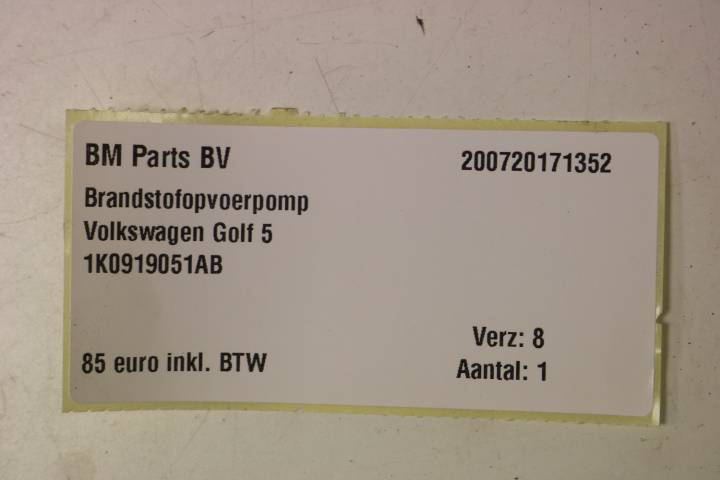 BM Parts BV 200720171352
Brandstofopvoerpomp
Volkswagen Golf 5
1K0919051AB
Verz: 8
85 euro inkl. BTW Aantal: 1